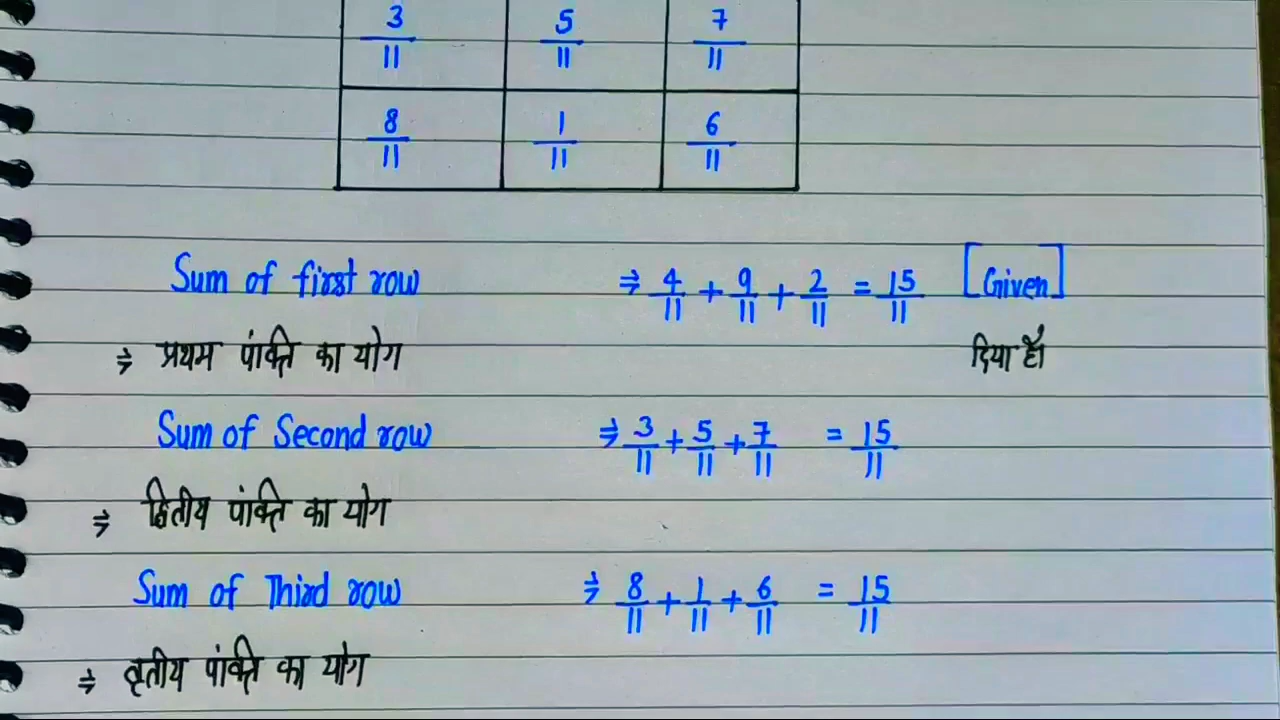 3/11 5/11 7/11
8/11 1/11 6/11
Sum of first row ⇒ 4/11 + 9/11 + 2/11 = 15/11 [Given]
⇒ प्रथम पांक्ति का योग दिया है।
Sum of Second row ⇒ 3/11 + 5/11 + 7/11 = 15/11
⇒ द्वितीय पांक्ति का योग
Sum of Third row ⇒ 8/11 + 1/11 + 6/11 = 15/11
⇒ तृतीय पांक्ति का योग